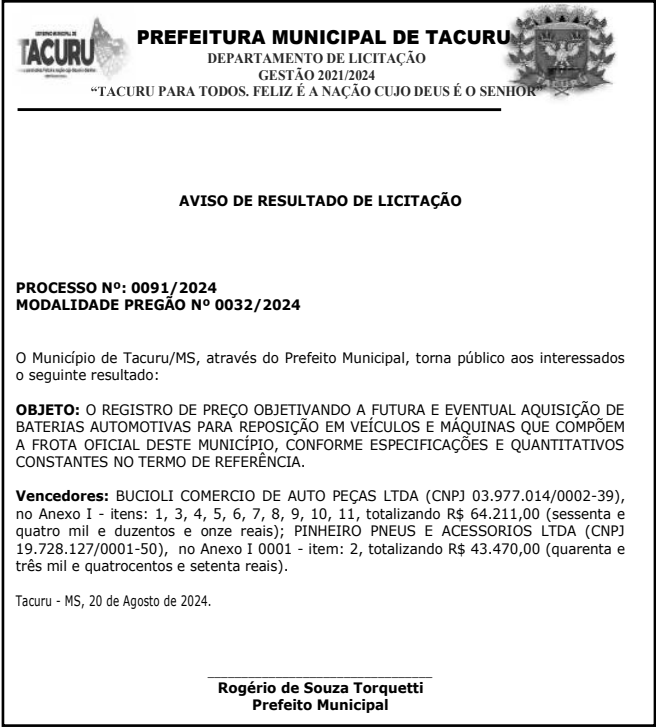 GOVERNO MUNICIPAL DE
TACURU
PREFEITURA MUNICIPAL DE TACURU
DEPARTAMENTO DE LICITAÇÃO
GESTÃO 2021/2024
“TACURU PARA TODOS. FELIZ É A NAÇÃO CUJO DEUS É O SENHOR”
AVISO DE RESULTADO DE LICITAÇÃO
PROCESSO Nº: 0091/2024
MODALIDADE PREGÃO Nº 0032/2024
O Município de Tacuru/MS, através do Prefeito Municipal, torna público aos interessados
o seguinte resultado:
OBJETO: O REGISTRO DE PREÇO OBJETIVANDO A FUTURA E EVENTUAL AQUISIÇÃO DE
BATERIAS AUTOMOTIVAS PARA REPOSIÇÃO EM VEÍCULOS E MÁQUINAS QUE COMPÕEM
A FROTA OFICIAL DESTE MUNICÍPIO, CONFORME ESPECIFICAÇÕES E QUANTITATIVOS
CONSTANTES NO TERMO DE REFERÊNCIA.
Vencedores: BUCIOLI COMERCIO DE AUTO PEÇAS LTDA (CNPJ 03.977.014/0002-39),
no Anexo I - itens: 1, 3, 4, 5, 6, 7, 8, 9, 10, 11, totalizando R$ 64.211,00 (sessenta e
quatro mil e duzentos e onze reais); PINHEIRO PNEUS E ACESSORIOS LTDA (CNPJ
19.728.127/0001-50), no Anexo I 0001 - item: 2, totalizando R$ 43.470,00 (quarenta e
três mil e quatrocentos e setenta reais).
Tacuru - MS, 20 de Agosto de 2024.
Rogério de Souza Torquetti
Prefeito Municipal